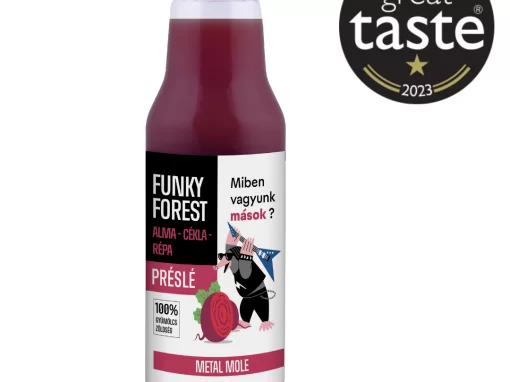 great
taste
2023
FUNKY
FOREST
ALMA - CÉKLA -
RÉPA
PRÉSLÉ
100%
GYÜMÖLCS
ZÖLDSÉG
Miben
vagyunk
mások?
METAL MOLE